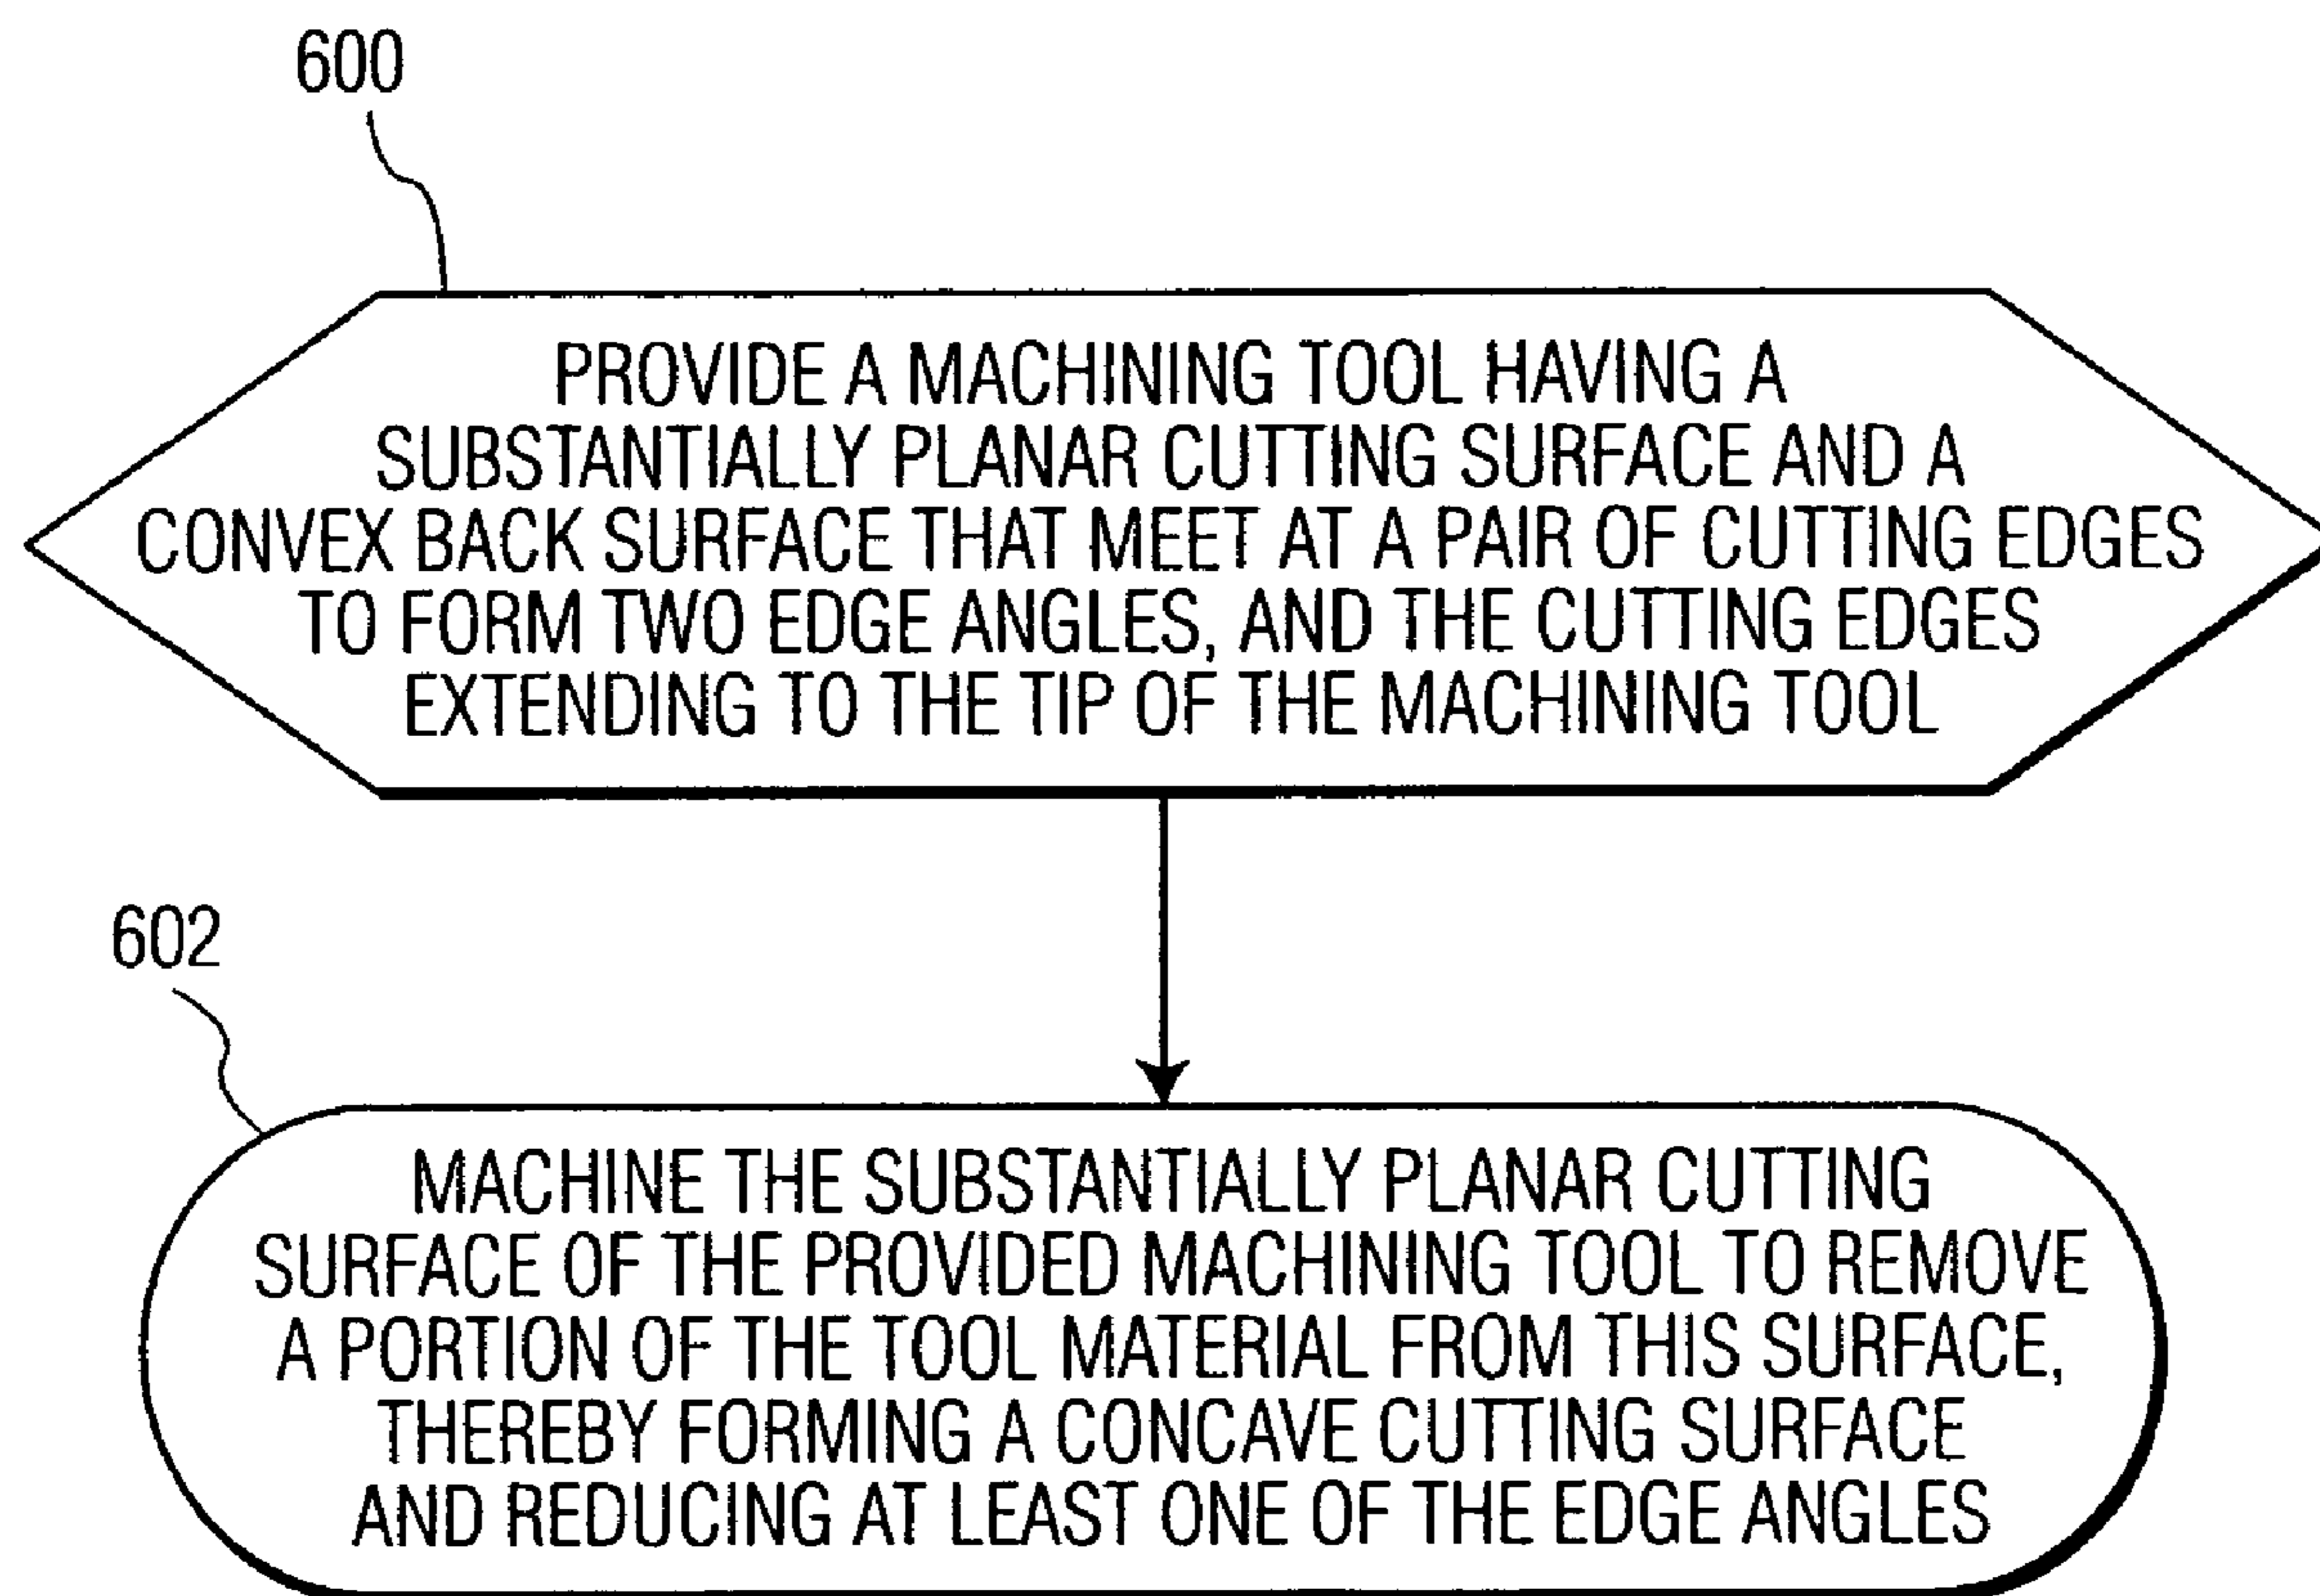 600
PROVIDE A MACHINING TOOL HAVING A
SUBSTANTIALLY PLANAR CUTTING SURFACE AND A
CONVEX BACK SURFACE THAT MEET AT A PAIR OF CUTTING EDGES
TO FORM TWO EDGE ANGLES, AND THE CUTTING EDGES
EXTENDING TO THE TIP OF THE MACHINING TOOL
602
MACHINE THE SUBSTANTIALLY PLANAR CUTTING
SURFACE OF THE PROVIDED MACHINING TOOL TO REMOVE
A PORTION OF THE TOOL MATERIAL FROM THIS SURFACE,
THEREBY FORMING A CONCAVE CUTTING SURFACE
AND REDUCING AT LEAST ONE OF THE EDGE ANGLES